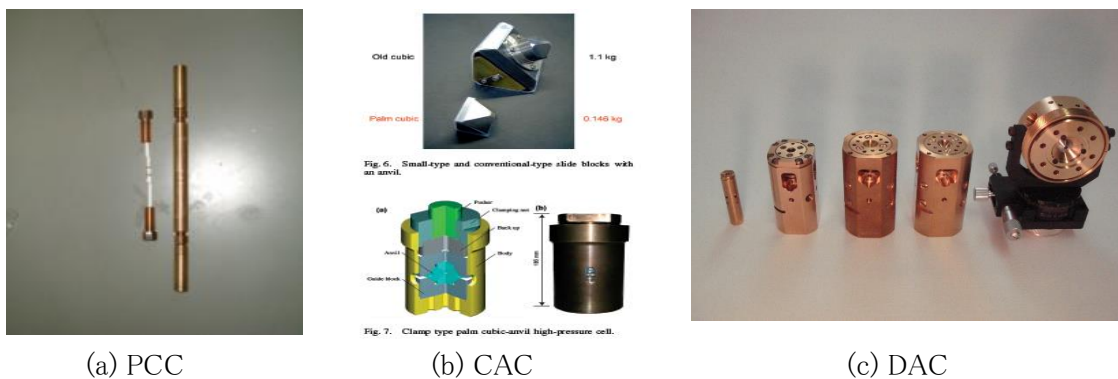 Old cubic 1.1 kg
Palm cubic 0.146 kg
Fig. 6. Small-type and conventional-type slide blocks with
an anvil.
(a) (b)
Pusher
Clamping nut
Back up
Anvil
Body
Guide block
Fig. 7. Clamp type palm cubic-anvil high-pressure cell.
(a) PCC (b) CAC (c) DAC